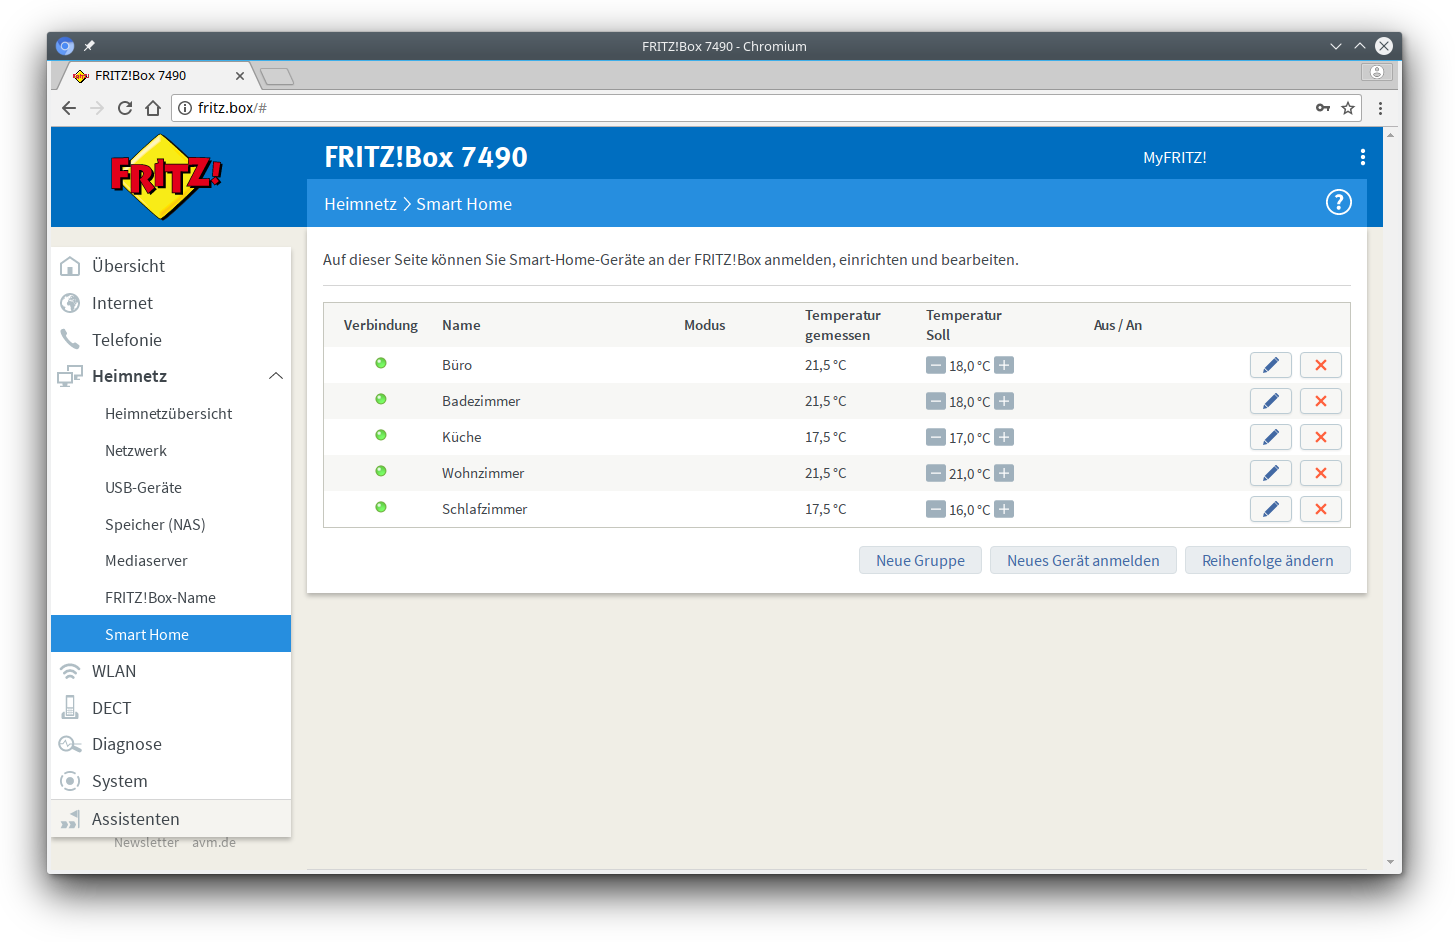 FRITZ!Box 7490 - Chromium
FRITZ!Box 7490
fritz.box/#
FRITZ!
FRITZ!Box 7490
MyFRITZ!
Heimnetz > Smart Home
?
Übersicht
Internet
Telefonie
Heimnetz
Heimnetzübersicht
Netzwerk
USB-Geräte
Speicher (NAS)
Mediaserver
FRITZ!Box-Name
Smart Home
WLAN
DECT
Diagnose
System
Assistenten
Newsletter avm.de
Auf dieser Seite können Sie Smart-Home-Geräte an der FRITZ!Box anmelden, einrichten und bearbeiten.
Verbindung Name Modus Temperatur gemessen Temperatur Soll Aus / An
Büro 21,5 °C 18,0 °C
Badezimmer 21,5 °C 18,0 °C
Küche 17,5 °C 17,0 °C
Wohnzimmer 21,5 °C 21,0 °C
Schlafzimmer 17,5 °C 16,0 °C
Neue Gruppe Neues Gerät anmelden Reihenfolge ändern